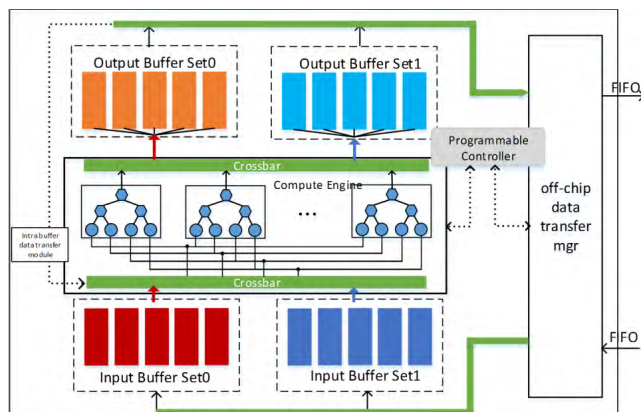 Output Buffer Set0
Output Buffer Set1
FIFO
Programmable
Controller
Crossbar
Compute Engine
off-chip
data
transfer
mgr
...
Intra buffer
data transfer
module
Crossbar
FIFO
Input Buffer Set0
Input Buffer Set1